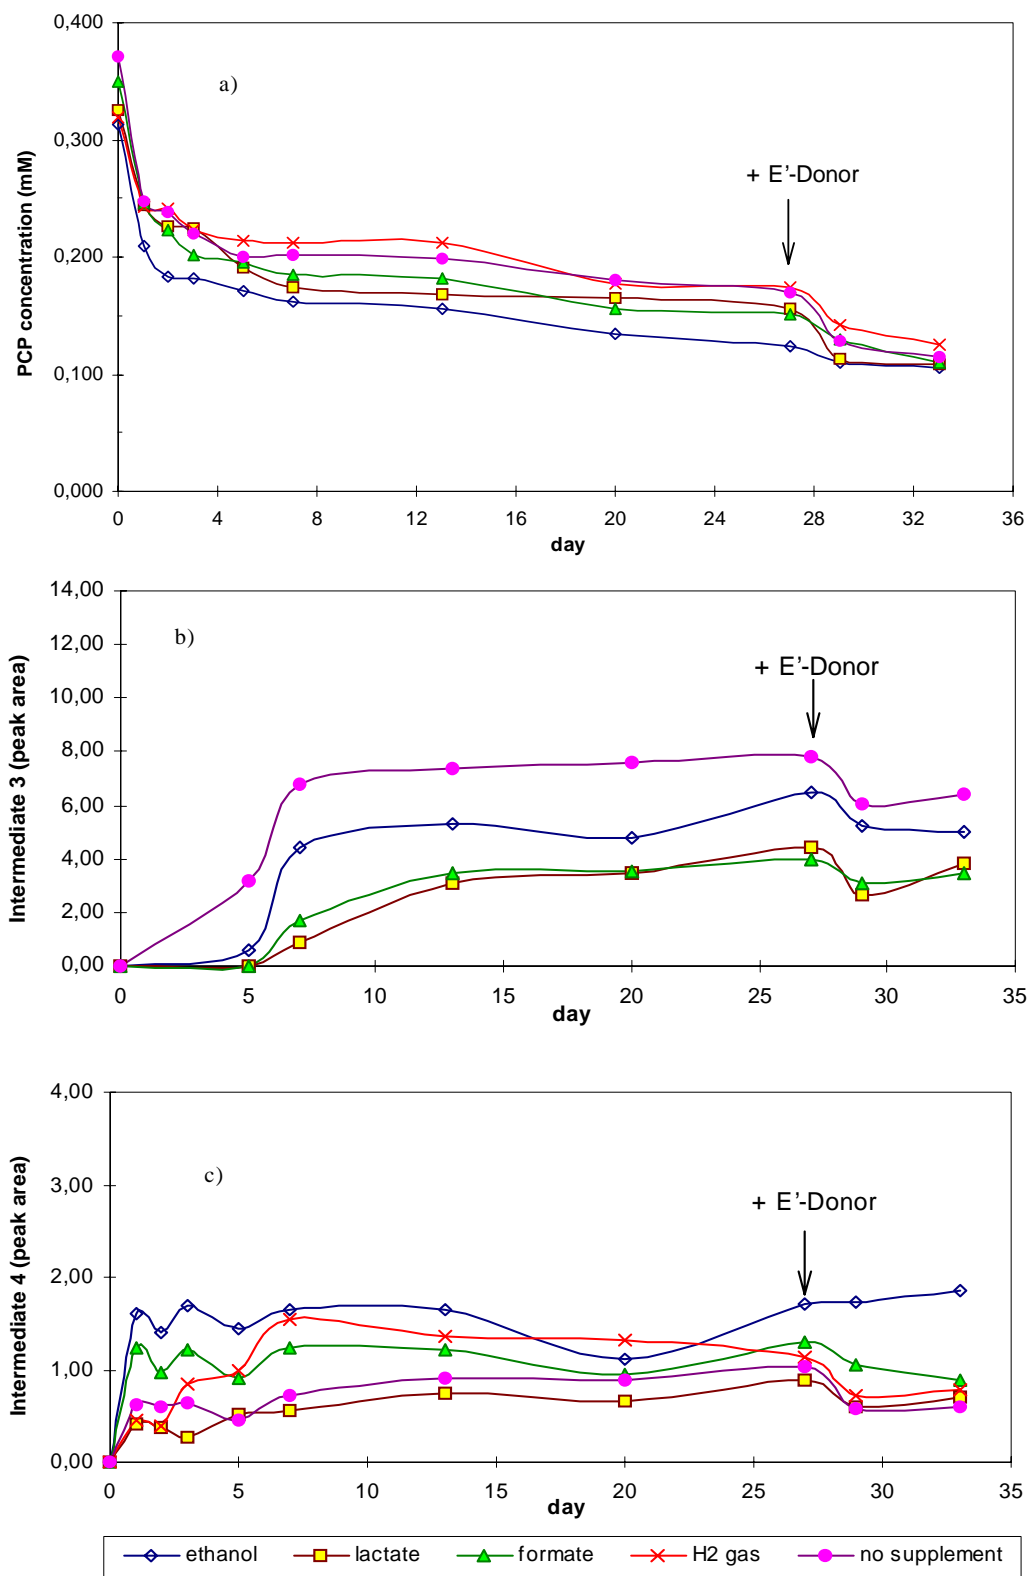 0,400
a)
0,300
+ E'-Donor
0,200
0,100
0,000
PCP concentration (mM)
0 4 8 12 16 20 24 28 32 36
day
14,00
12,00
b)
+ E'-Donor
10,00
8,00
6,00
4,00
2,00
0,00
Intermediate 3 (peak area)
0 5 10 15 20 25 30 35
day
4,00
c)
3,00
+ E'-Donor
2,00
1,00
0,00
Intermediate 4 (peak area)
0 5 10 15 20 25 30 35
day
ethanol lactate formate H2 gas no supplement